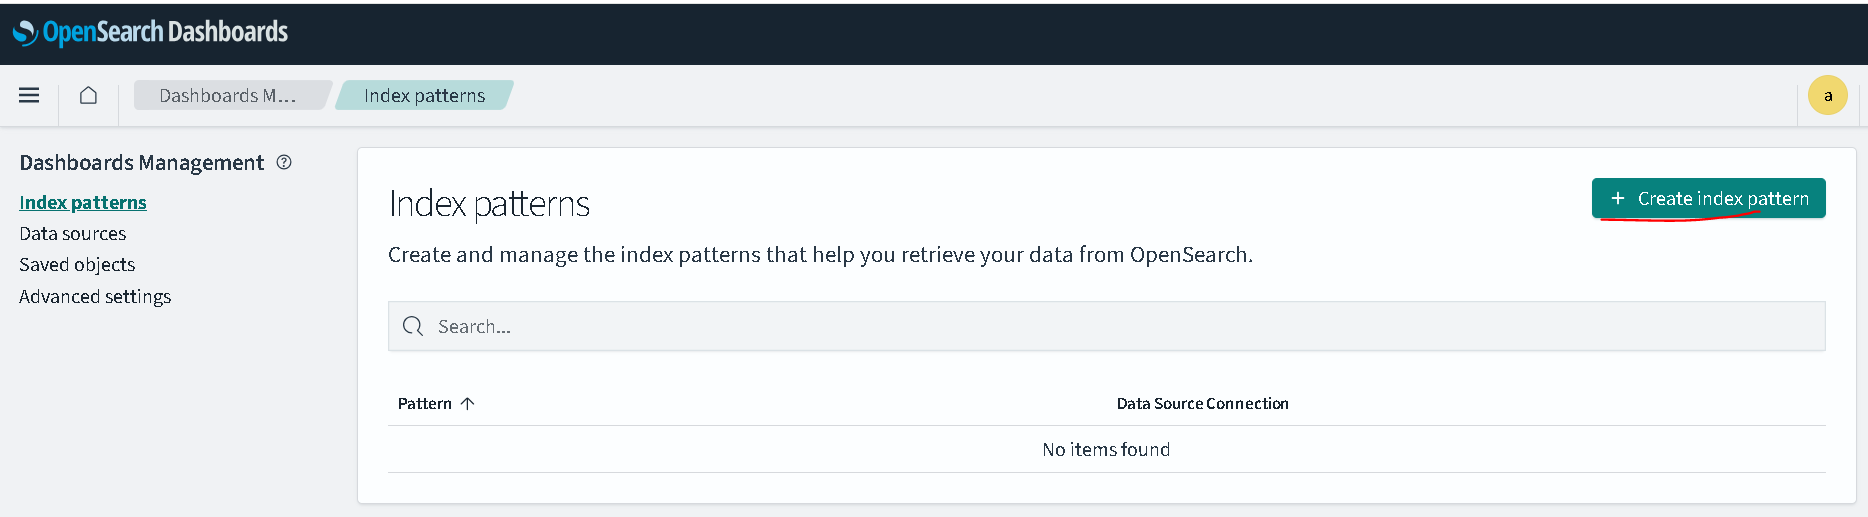 OpenSearch Dashboards
Dashboards M...
Index patterns
a
Dashboards Management
Index patterns
Data sources
Saved objects
Advanced settings
Index patterns
Create index pattern
Create and manage the index patterns that help you retrieve your data from OpenSearch.
Search...
Pattern
Data Source Connection
No items found